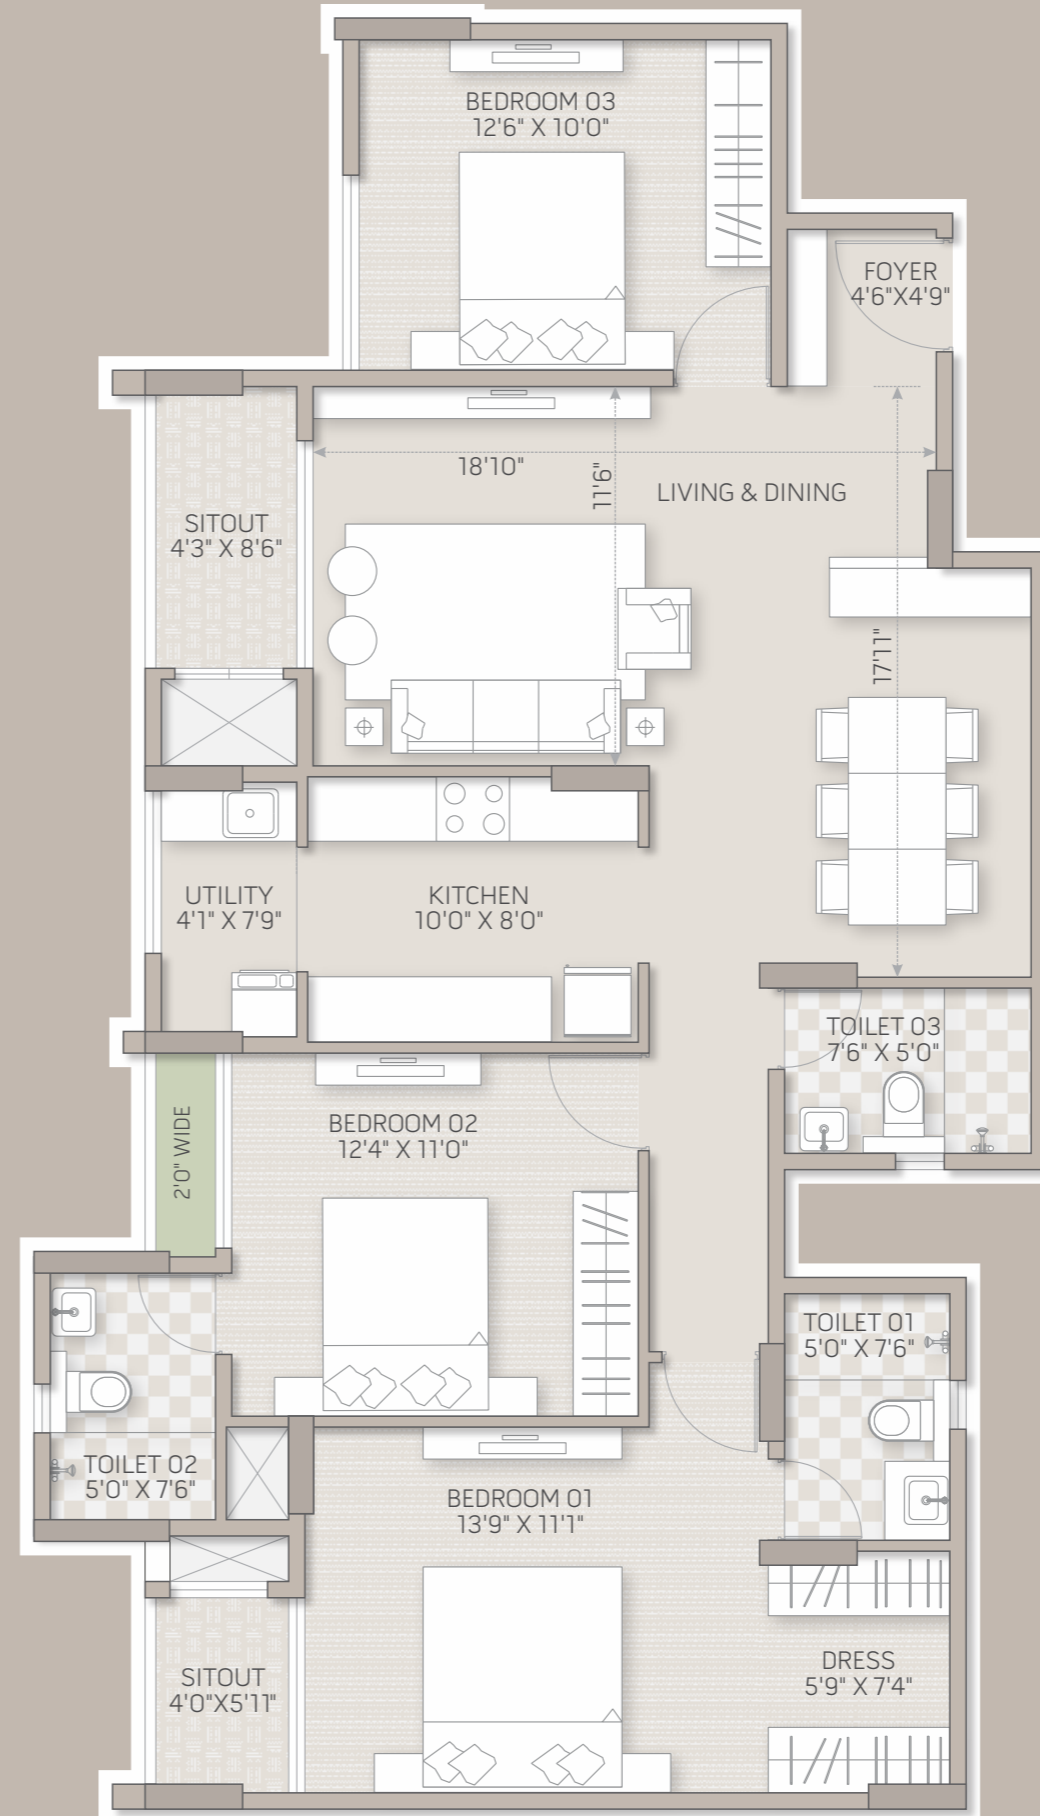 BEDROOM 03
12'6" X 10'0"
FOYER
4'6"X4'9"
18'10"
11'6"
LIVING & DINING
SITOUT
4'3" X 8'6"
17'11"
UTILITY
4'1" X 7'9"
KITCHEN
10'0" X 8'0"
TOILET 03
7'6" X 5'0"
2'0" WIDE
BEDROOM 02
12'4" X 11'0"
TOILET 01
5'0" X 7'6"
TOILET 02
5'0" X 7'6"
BEDROOM 01
13'9" X 11'1"
SITOUT
4'0"X5'11"
DRESS
5'9" X 7'4"